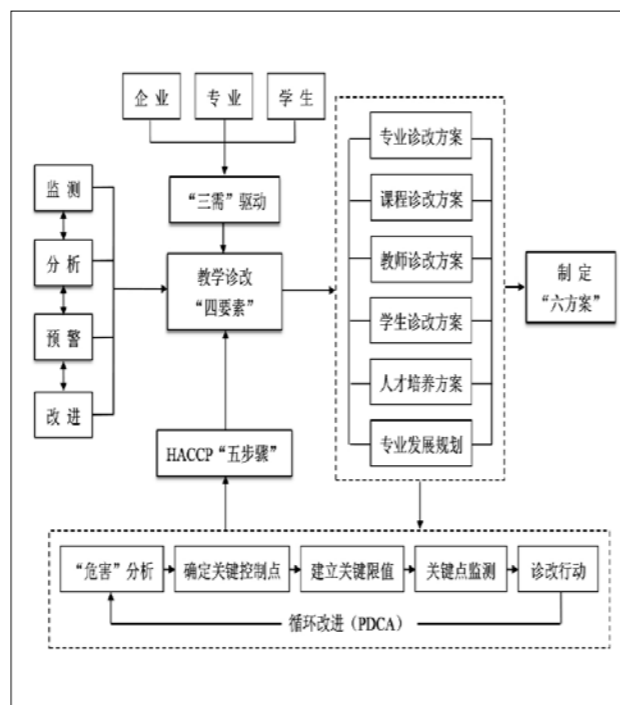 企 业
专 业
学 生
“三需”驱动
监 测
分 析
预 警
改 进
教学诊改
“四要素”
HACCP“五步骤”
专业诊改方案
课程诊改方案
教师诊改方案
学生诊改方案
人才培养方案
专业发展规划
制 定
“六方案”
“危害”分析
确定关键控制点
建立关键限值
关键点监测
诊改行动
循环改进（PDCA）